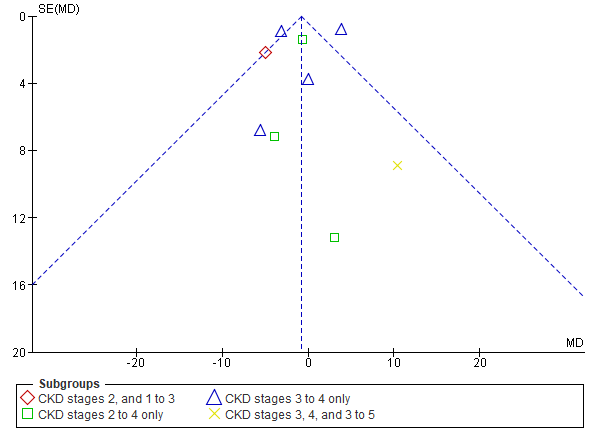 SE(MD)
0
4
8
12
16
20
-20
-10
0
10
20
MD
Subgroups
CKD stages 2, and 1 to 3
CKD stages 3 to 4 only
CKD stages 2 to 4 only
CKD stages 3, 4, and 3 to 5